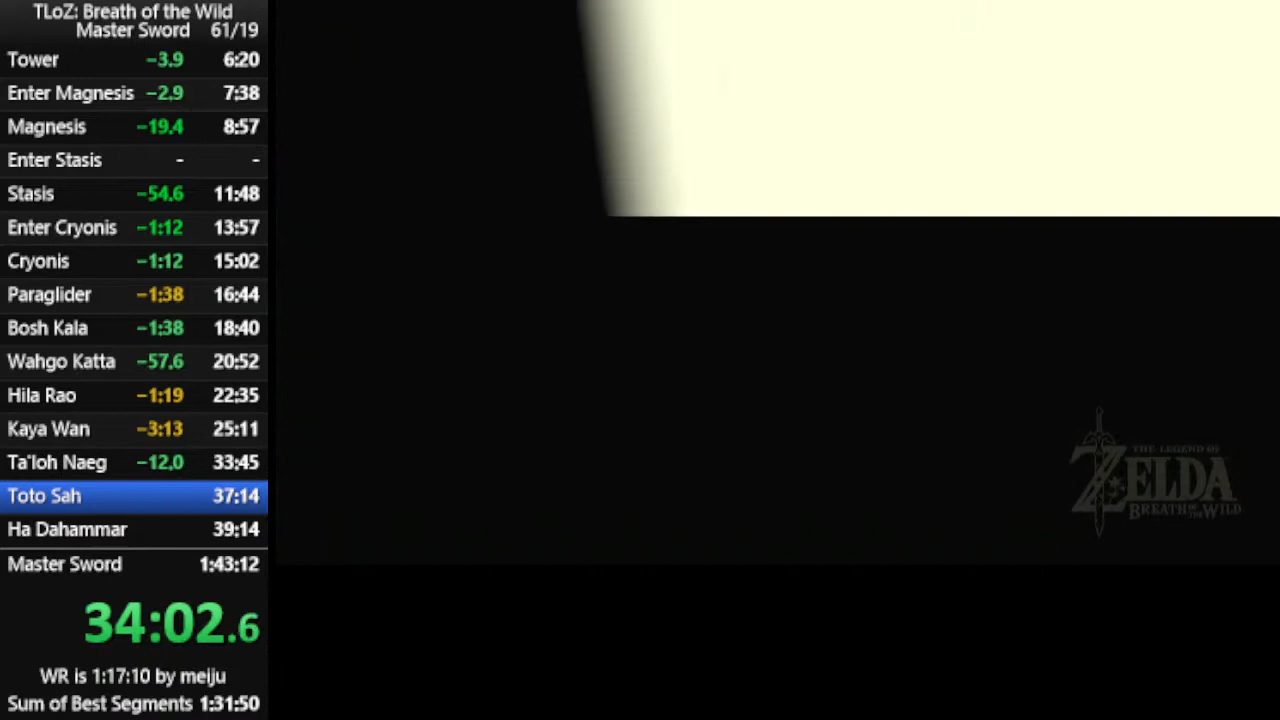 TLoZ: Breath of the Wild
Master Sword 61/19
Tower -3.9 6:20
Enter Magnesis -2.9 7:38
Magnesis -19.4 8:57
Enter Stasis - -
Stasis -54.6 11:48
Enter Cryonis -1:12 13:57
Cryonis -1:12 15:02
Paraglider -1:38 16:44
Bosh Kala -1:38 18:40
Wahgo Katta -57.6 20:52
Hila Rao -1:19 22:35
Kaya Wan -3:13 25:11
Ta'loh Naeg -12.0 33:45
Toto Sah 37:14
Ha Dahammar 39:14
Master Sword 1:43:12
34:02.6
WR is 1:17:10 by meiju
Sum of Best Segments 1:31:50
THE LEGEND OF
ZELDA
BREATH OF THE WILD